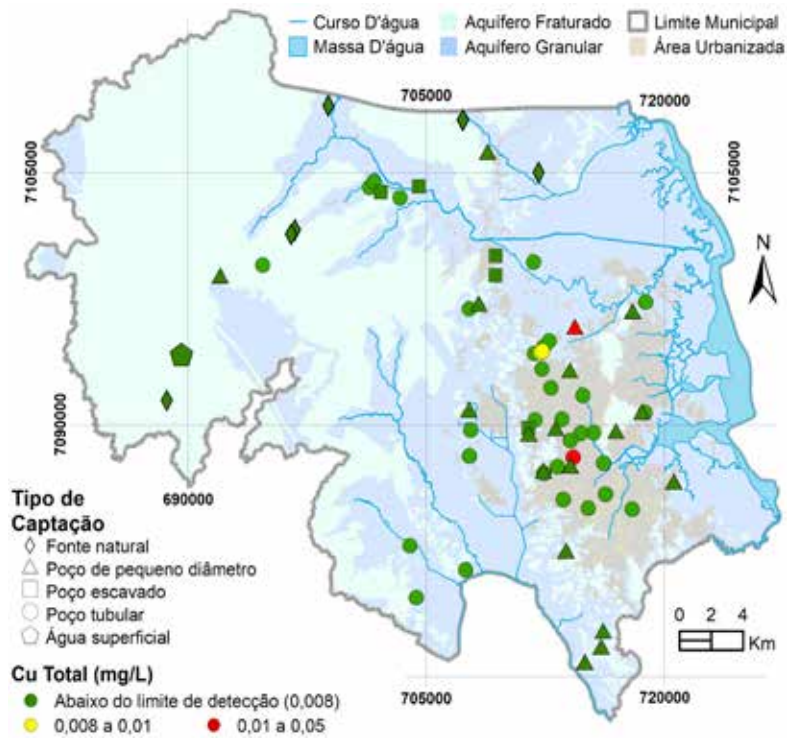 Curso D'água Aquífero Fraturado Limite Municipal
Massa D'água Aquífero Granular Área Urbanizada
705000
720000
7105000
7105000
N
7090000
7090000
690000
0 2 4
Km
705000
720000
Tipo de
Captação
Fonte natural
Poço de pequeno diâmetro
Poço escavado
Poço tubular
Água superficial
Cu Total (mg/L)
Abaixo do limite de detecção (0,008)
0,008 a 0,01 0,01 a 0,05